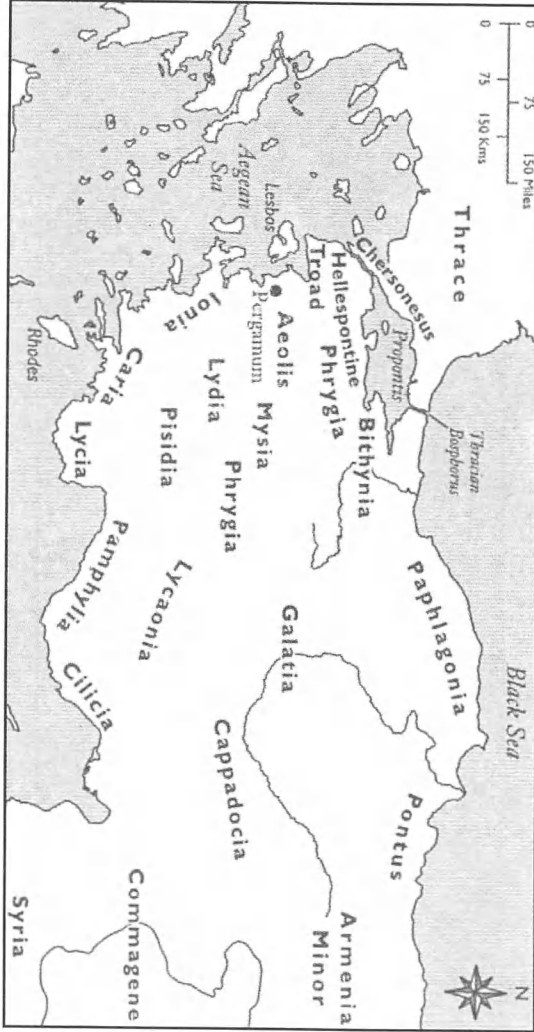 0 75 150 Miles
0 75 150 Kms
N
Thrace
Black Sea
Chersonesus
Propontis
Thracian
Bosphorus
Paphlagonia
Pontus
Armenia
Minor
Hellespontine
Phrygia
Bithynia
Troad
Lesbos
Aegean
Sea
Aeolis
Pergamum
Mysia
Galatia
Ionia
Lydia
Phrygia
Cappadocia
Pisidia
Lycaonia
Commagene
Caria
Lycia
Pamphylia
Cilicia
Rhodes
Syria